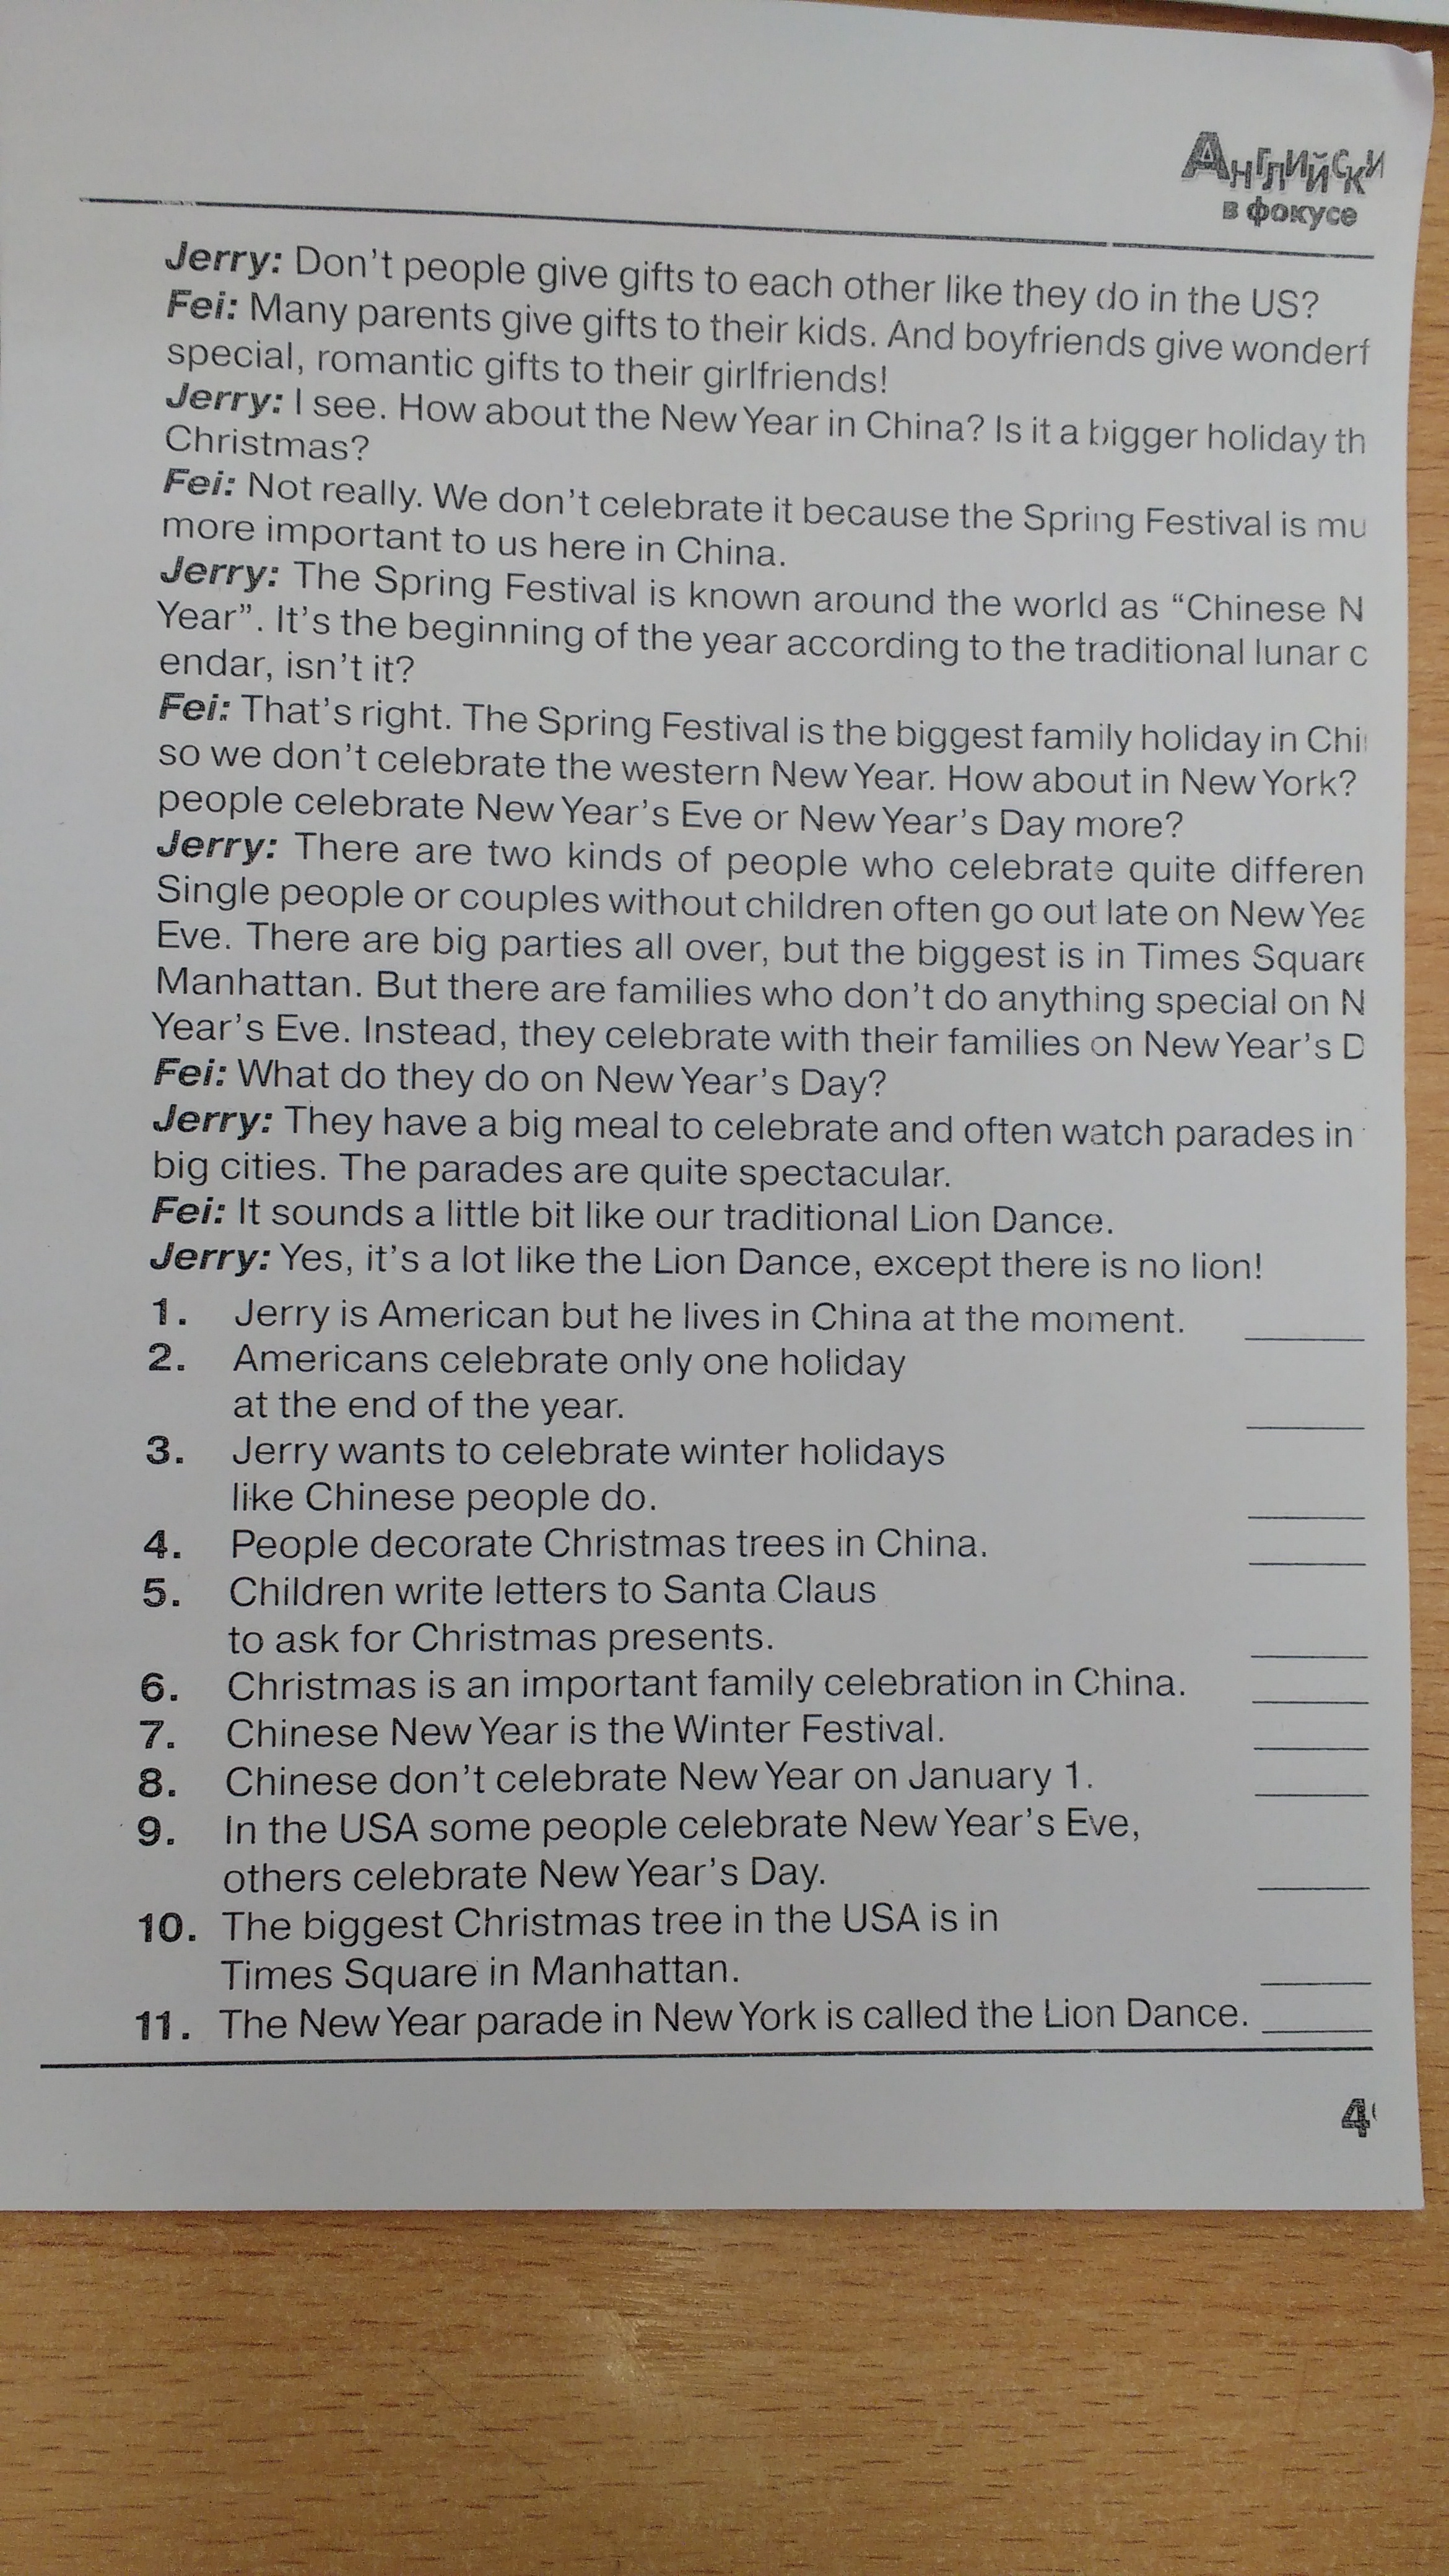 Английски
в фокусе
Jerry: Don't people give gifts to each other like they do in the US?
Fei: Many parents give gifts to their kids. And boyfriends give wonderf
special, romantic gifts to their girlfriends!
Jerry: I see. How about the New Year in China? Is it a bigger holiday th
Christmas?
Fei: Not really. We don't celebrate it because the Spring Festival is mu
more important to us here in China.
Jerry: The Spring Festival is known around the world as “Chinese N
Year”. It's the beginning of the year according to the traditional lunar c
endar, isn't it?
Fei: That's right. The Spring Festival is the biggest family holiday in Chi
so we don't celebrate the western New Year. How about in New York?
people celebrate New Year's Eve or New Year's Day more?
Jerry: There are two kinds of people who celebrate quite differen
Single people or couples without children often go out late on New Yea
Eve. There are big parties all over, but the biggest is in Times Square
Manhattan. But there are families who don't do anything special on N
Year's Eve. Instead, they celebrate with their families on New Year's D
Fei: What do they do on New Year's Day?
Jerry: They have a big meal to celebrate and often watch parades in
big cities. The parades are quite spectacular.
Fei: It sounds a little bit like our traditional Lion Dance.
Jerry: Yes, it's a lot like the Lion Dance, except there is no lion!
1. Jerry is American but he lives in China at the moment.
2. Americans celebrate only one holiday
at the end of the year.
3. Jerry wants to celebrate winter holidays
like Chinese people do.
4. People decorate Christmas trees in China.
5. Children write letters to Santa Claus
to ask for Christmas presents.
6. Christmas is an important family celebration in China.
7. Chinese New Year is the Winter Festival.
8. Chinese don't celebrate New Year on January 1.
9. In the USA some people celebrate New Year's Eve,
others celebrate New Year's Day.
10. The biggest Christmas tree in the USA is in
Times Square in Manhattan.
11. The New Year parade in New York is called the Lion Dance.
4